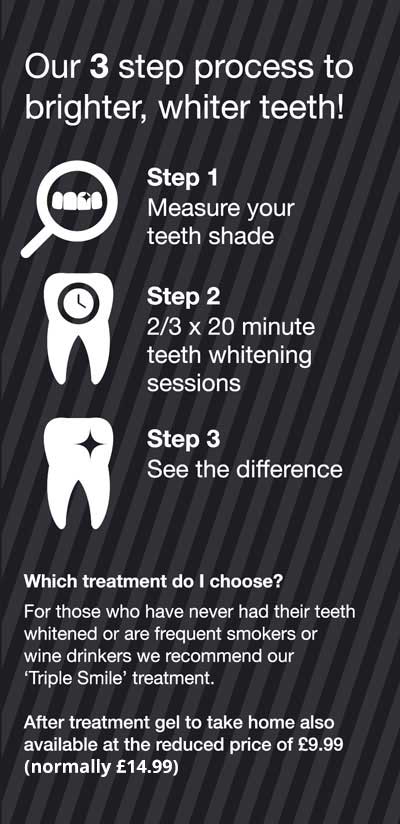 Our 3 step process to
brighter, whiter teeth!
Step 1
Measure your
teeth shade
Step 2
2/3 x 20 minute
teeth whitening
sessions
Step 3
See the difference
Which treatment do I choose?
For those who have never had their teeth
whitened or are frequent smokers or
wine drinkers we recommend our
‘Triple Smile’ treatment.
After treatment gel to take home also
available at the reduced price of £9.99
(normally £14.99)